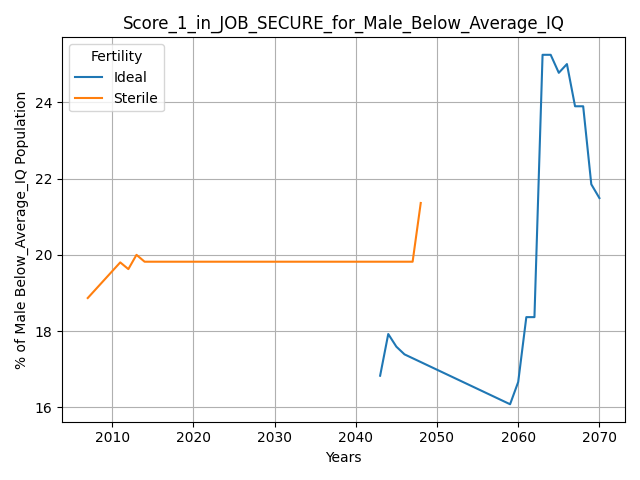 Score_1_in_JOB_SECURE_for_Male_Below_Average_IQ
Fertility
Ideal
Sterile
% of Male Below_Average_IQ Population
24
22
20
18
16
2010 2020 2030 2040 2050 2060 2070
Years